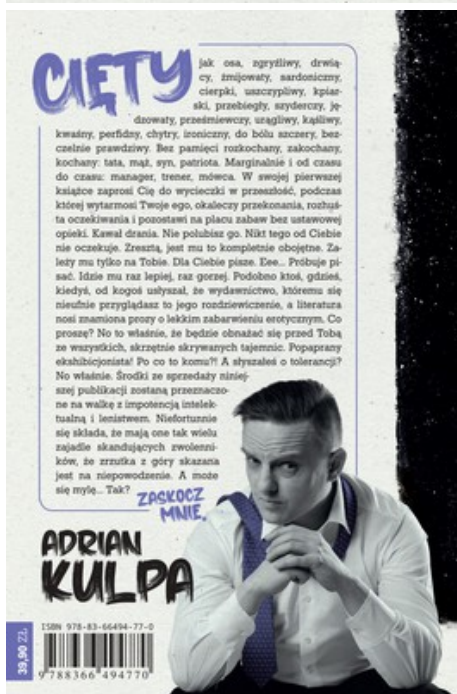 CIĘTY
jak osa, zgryźliwy, drwią-
cy, żmijowaty, sardoniczny,
cierpki, uszczypliwy, kpiar-
ski, przebiegły, szyderczy, ję-
dzowaty, prześmiewczy, urągliwy, kąśliwy,
kwaśny, perfidny, chytry, ironiczny, do bólu szczery, bez-
czelnie prawdziwy. Bez pamięci rozkochany, zakochany,
kochany: tata, mąż, syn, patriota. Marginalnie i od czasu
do czasu: manager, trener, mówca. W swojej pierwszej
książce zaprosi Cię do wycieczki w przeszłość, podczas
której wytarmosi Twoje ego, okaleczy przekonania, rozhuś-
ta oczekiwania i pozostawi na placu zabaw bez ustawowej
opieki. Kawał drania. Nie polubisz go. Nikt tego od Ciebie
nie oczekuje. Zresztą, jest mu to kompletnie obojętne. Za-
leży mu tylko na Tobie. Dla Ciebie pisze. Eee... Próbuje pi-
sać. Idzie mu raz lepiej, raz gorzej. Podobno ktoś, gdzieś,
kiedyś, od kogoś usłyszał, że wydawnictwo, któremu się
nieufnie przyglądasz to jego rozdziewiczenie, a literatura
nosi znamiona prozy o lekkim zabarwieniu erotycznym. Co
proszę? No to właśnie, że będzie obnażać się przed Tobą
ze wszystkich, skrzętnie skrywanych tajemnic. Popaprany
ekshibicjonista! Po co to komu?! A słyszałeś o tolerancji?
No właśnie. Środki ze sprzedaży niniej-
szej publikacji zostaną przeznaczo-
ne na walkę z impotencją intelek-
tualną i lenistwem. Niefortunnie
się składa, że mają one tak wielu
zajadle skandujących zwolenni-
ków, że zrzutka z góry skazana
jest na niepowodzenie. A może
się mylę... Tak?
ZASKOCZ
MNIE.
ADRIAN
KULPA
ISBN 978-83-66494-77-0
39,90 ZŁ
9 788366 494770